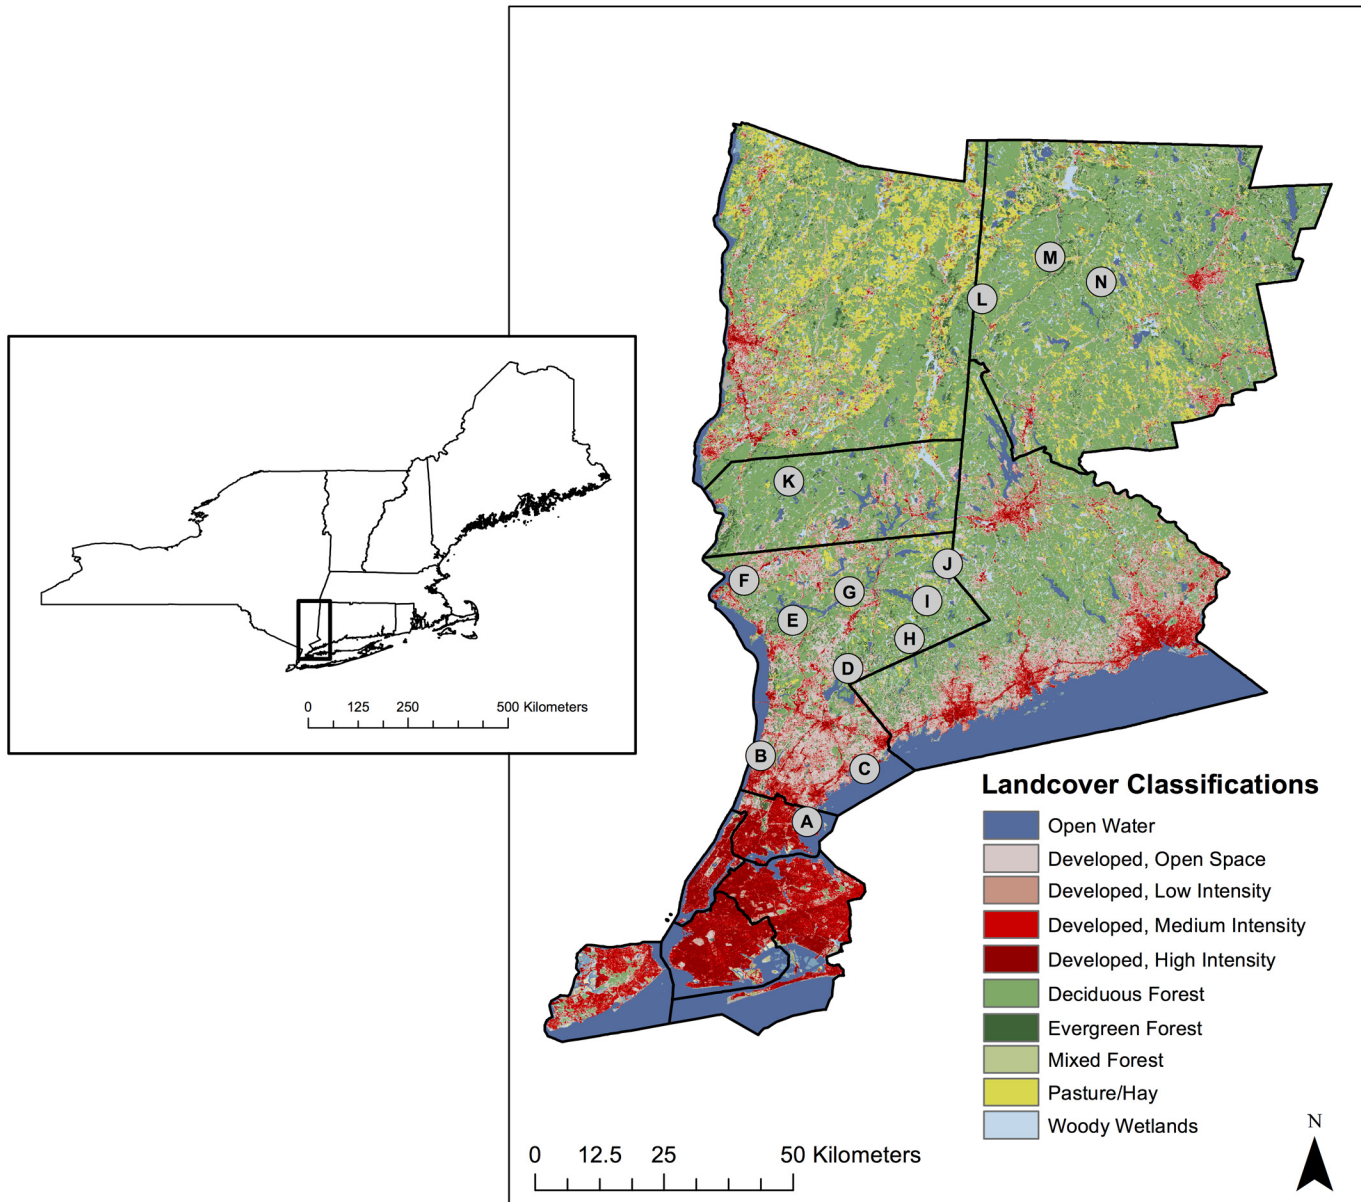 M
N
L
K
J
F
G
I
E
H
D
B
C
A
0 125 250 500 Kilometers
Landcover Classifications
Open Water
Developed, Open Space
Developed, Low Intensity
Developed, Medium Intensity
Developed, High Intensity
Deciduous Forest
Evergreen Forest
Mixed Forest
Pasture/Hay
Woody Wetlands
0 12.5 25 50 Kilometers
N